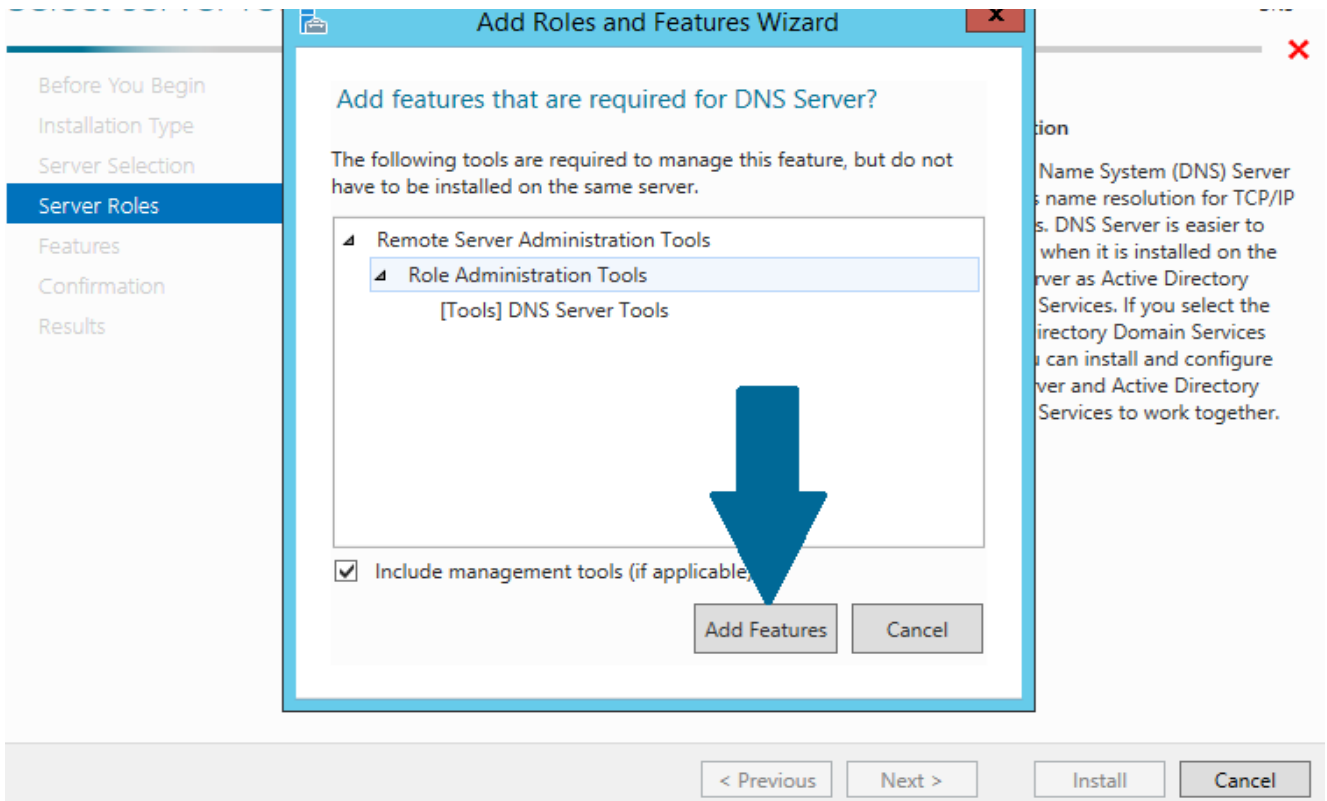 Add Roles and Features Wizard
x
Before You Begin
Installation Type
Server Selection
Server Roles
Features
Confirmation
Results
Add features that are required for DNS Server?
The following tools are required to manage this feature, but do not
have to be installed on the same server.
Remote Server Administration Tools
Role Administration Tools
[Tools] DNS Server Tools
Include management tools (if applicable)
Add Features
Cancel
tion
Name System (DNS) Server
s name resolution for TCP/IP
s. DNS Server is easier to
when it is installed on the
rver as Active Directory
Services. If you select the
irectory Domain Services
can install and configure
ver and Active Directory
Services to work together.
< Previous
Next >
Install
Cancel